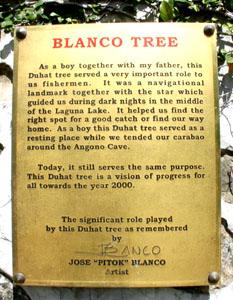 BLANCO TREE
As a boy together with my father, this
Duhat tree served a very important role to
us fishermen. It was a navigational
landmark together with the star which
guided us during dark nights in the middle
of the Laguna Lake. It helped us find the
right spot for a good catch or find our way
home. As a boy this Duhat tree served as a
resting place while we tended our carabao
around the Angono Cave.
Today, it still serves the same purpose.
This Duhat tree is a vision of progress for
all towards the year 2000.
The significant role played
by this Duhat tree as remembered
by
BANCO
JOSE "PITOK" BLANCO
Artist